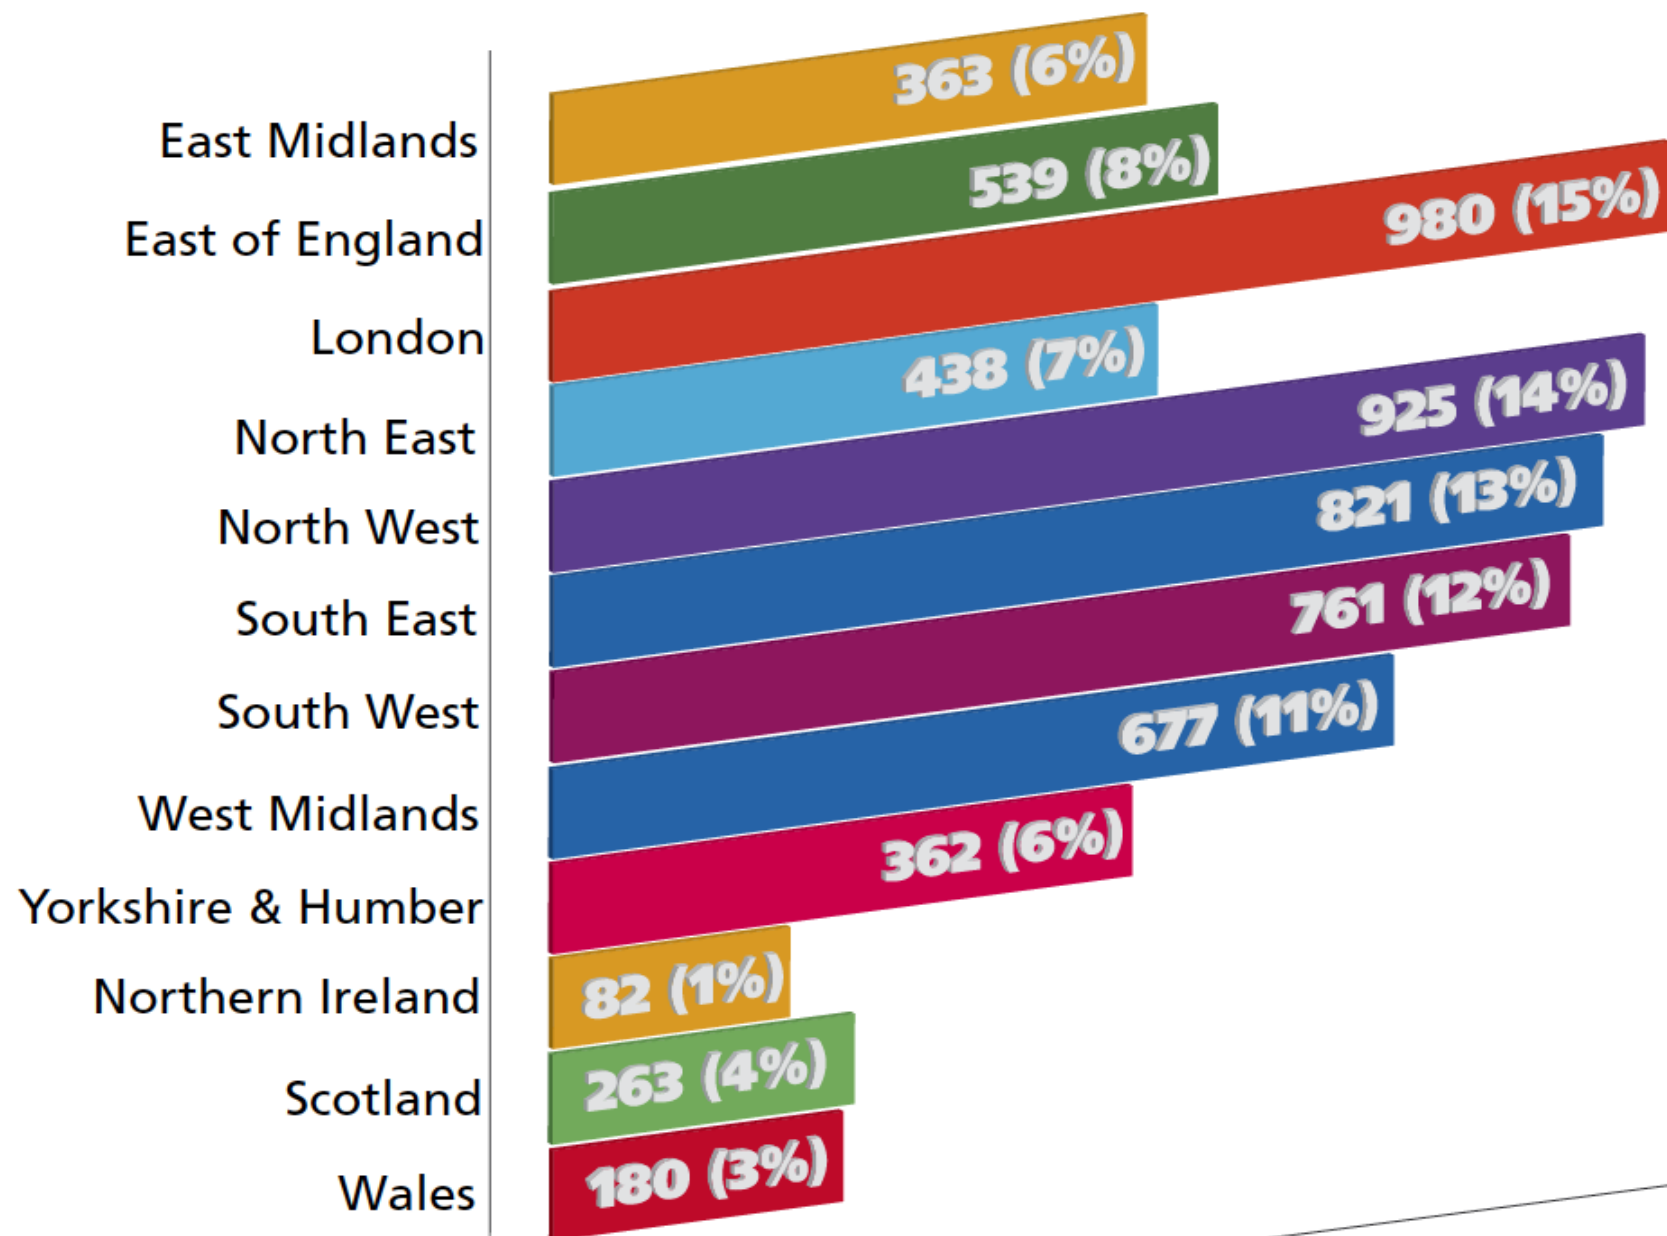 East Midlands 363 (6%)
East of England 539 (8%)
London 980 (15%)
North East 438 (7%)
North West 925 (14%)
South East 821 (13%)
South West 761 (12%)
West Midlands 677 (11%)
Yorkshire & Humber 362 (6%)
Northern Ireland 82 (1%)
Scotland 263 (4%)
Wales 180 (3%)